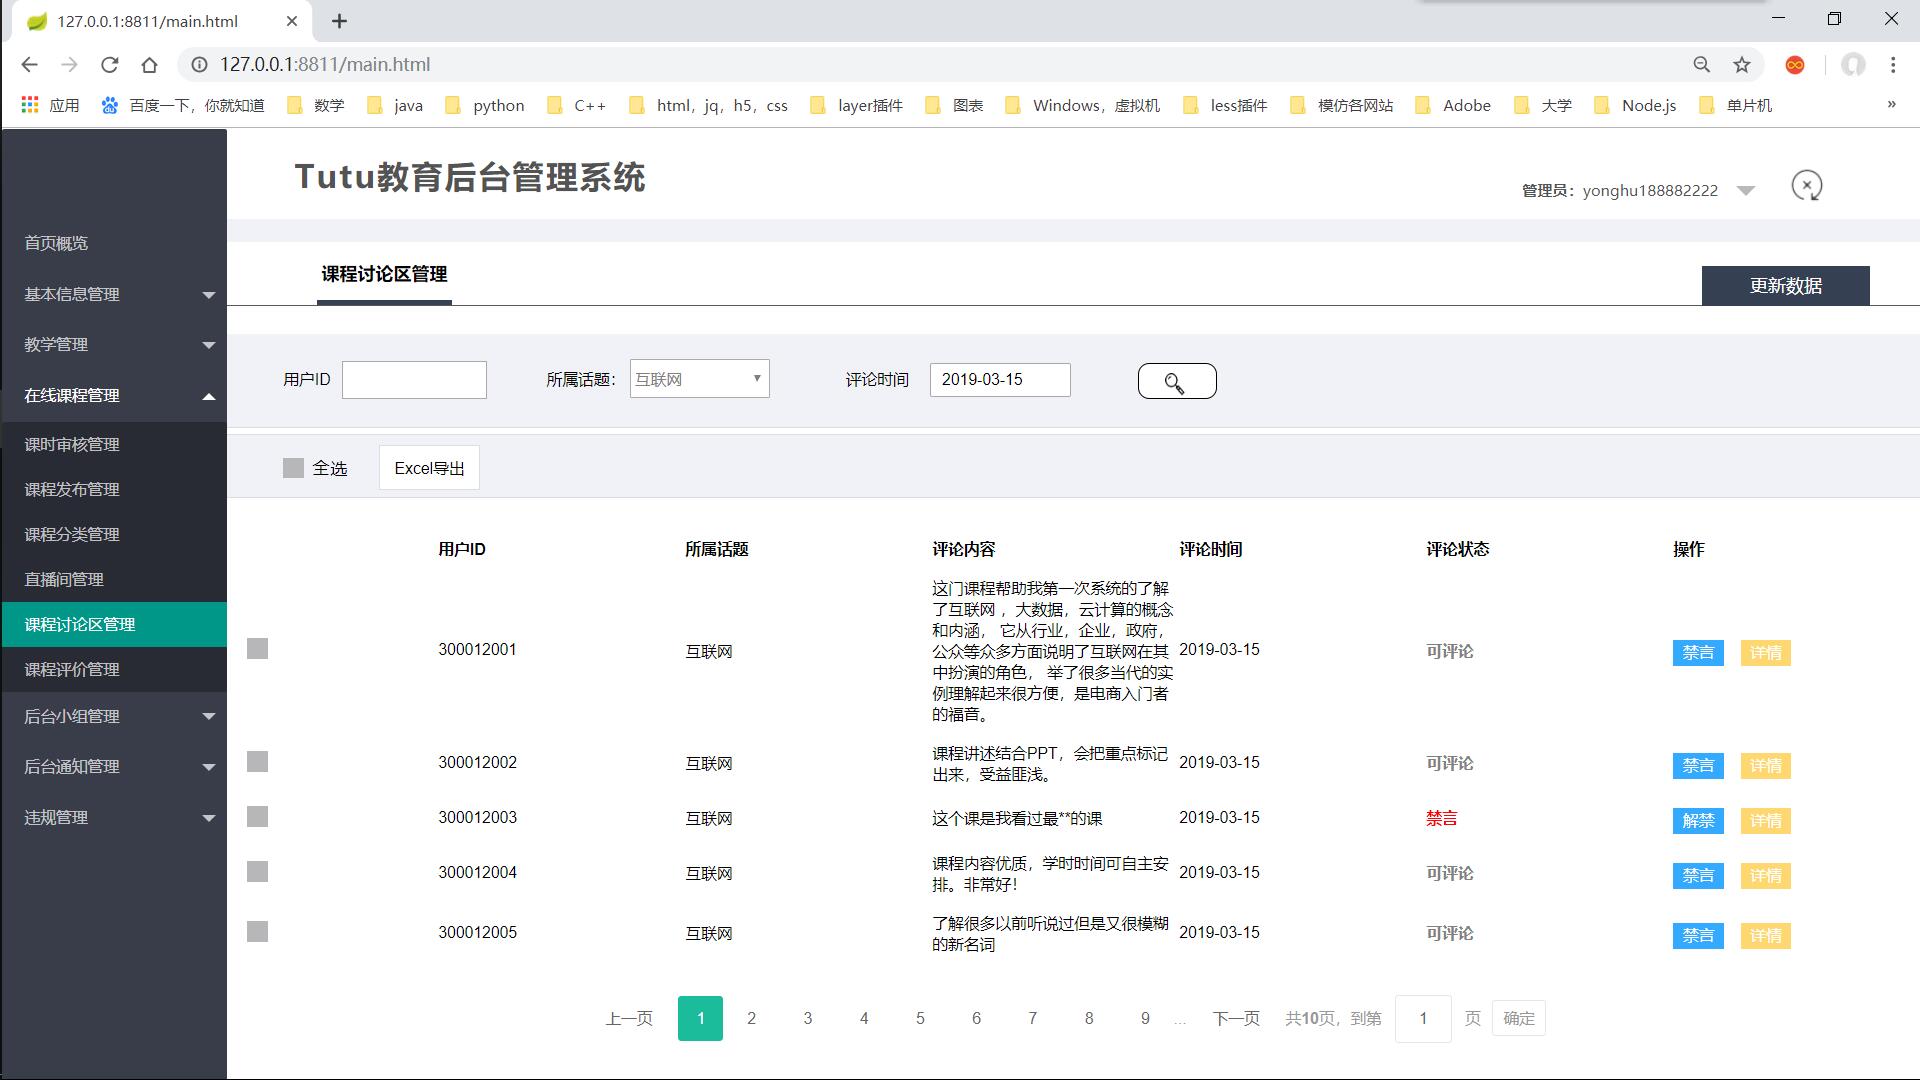 127.0.0.1:8811/main.html
127.0.0.1:8811/main.html
应用 百度一下，你就知道 数学 java python C++ html，jq，h5，css layer插件 图表 Windows，虚拟机 less插件 模仿各网站 Adobe 大学 Node.js 单片机 »
Tutu教育后台管理系统
管理员：yonghu188882222
首页概览
基本信息管理
教学管理
在线课程管理
课时审核管理
课程发布管理
课程分类管理
直播间管理
课程讨论区管理
课程评价管理
后台小组管理
后台通知管理
违规管理
课程讨论区管理
更新数据
用户ID 所属话题： 互联网 评论时间 2019-03-15
全选 Excel导出
用户ID 所属话题 评论内容 评论时间 评论状态 操作
300012001 互联网
这门课程帮助我第一次系统的了解
了互联网 ，大数据，云计算的概念
和内涵， 它从行业，企业，政府，
公众等众多方面说明了互联网在其
中扮演的角色， 举了很多当代的实
例理解起来很方便，是电商入门者
的福音。
2019-03-15 可评论 禁言 详情
300012002 互联网
课程讲述结合PPT，会把重点标记
出来，受益匪浅。
2019-03-15 可评论 禁言 详情
300012003 互联网 这个课是我看过最**的课 2019-03-15 禁言 解禁 详情
300012004 互联网
课程内容优质，学时时间可自主安
排。非常好！
2019-03-15 可评论 禁言 详情
300012005 互联网
了解很多以前听说过但是又很模糊
的新名词
2019-03-15 可评论 禁言 详情
上一页 1 2 3 4 5 6 7 8 9 ... 下一页 共10页，到第 1 页 确定